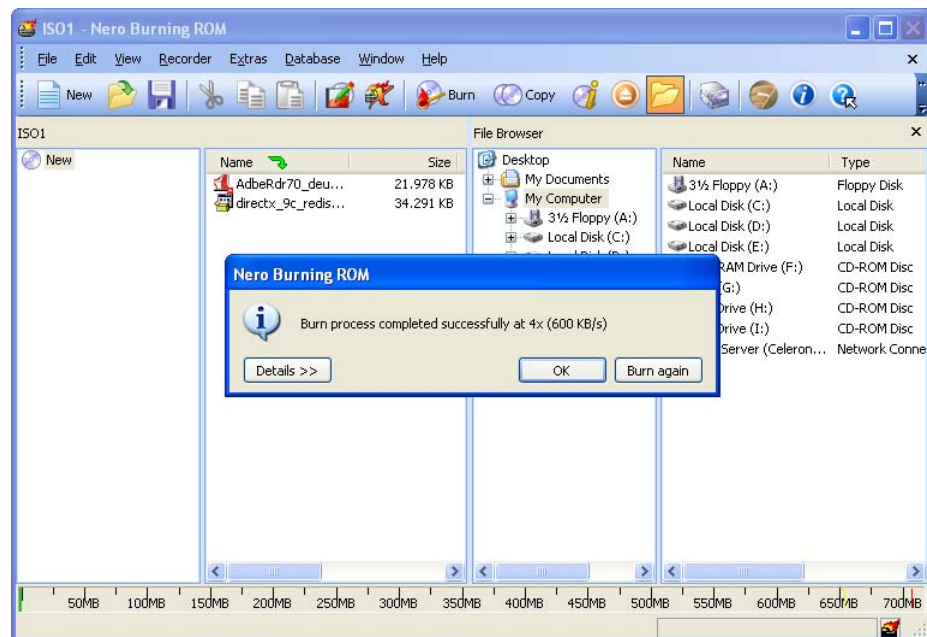 ISO1 - Nero Burning ROM
File Edit View Recorder Extras Database Window Help
New Burn Copy
ISO1 File Browser
New
Name Size
AdbeRdr70_deu... 21.978 KB
directx_9c_redis... 34.291 KB
Desktop
My Documents
My Computer
3½ Floppy (A:)
Local Disk (C:)
Name Type
3½ Floppy (A:) Floppy Disk
Local Disk (C:) Local Disk
Local Disk (D:) Local Disk
Local Disk (E:) Local Disk
RAM Drive (F:) CD-ROM Disc
(G:) CD-ROM Disc
Drive (H:) CD-ROM Disc
Drive (I:) CD-ROM Disc
Server (Celeron... Network Conne
Nero Burning ROM
Burn process completed successfully at 4x (600 KB/s)
Details >> OK Burn again
50MB 100MB 150MB 200MB 250MB 300MB 350MB 400MB 450MB 500MB 550MB 600MB 650MB 700MB